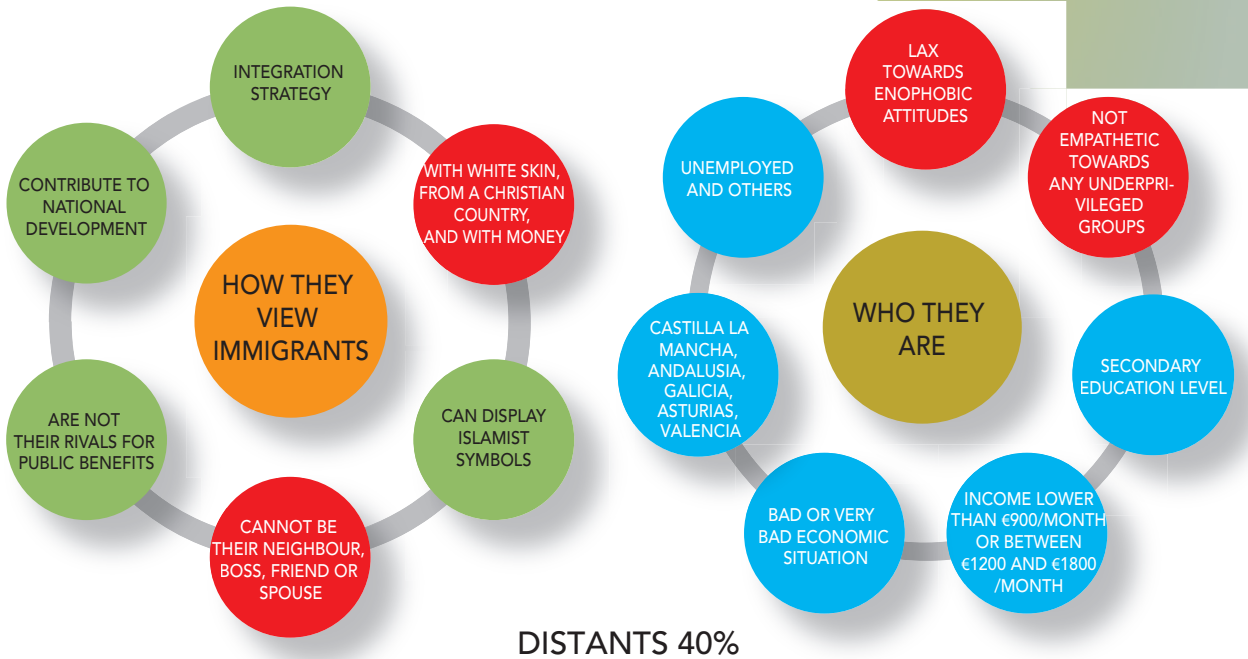 INTEGRATION
STRATEGY
WITH WHITE SKIN,
FROM A CHRISTIAN
COUNTRY,
AND WITH MONEY
CAN DISPLAY
ISLAMIST
SYMBOLS
CANNOT BE
THEIR NEIGHBOUR,
BOSS, FRIEND OR
SPOUSE
ARE NOT
THEIR RIVALS FOR
PUBLIC BENEFITS
CONTRIBUTE TO
NATIONAL
DEVELOPMENT
HOW THEY
VIEW
IMMIGRANTS
LAX
TOWARDS
ENOPHOBIC
ATTITUDES
NOT
EMPATHETIC
TOWARDS
ANY UNDERPRI-
VILEGED
GROUPS
SECONDARY
EDUCATION LEVEL
INCOME LOWER
THAN €900/MONTH
OR BETWEEN
€1200 AND €1800
/MONTH
BAD OR VERY
BAD ECONOMIC
SITUATION
CASTILLA LA
MANCHA,
ANDALUSIA,
GALICIA,
ASTURIAS,
VALENCIA
UNEMPLOYED
AND OTHERS
WHO THEY
ARE
DISTANTS 40%